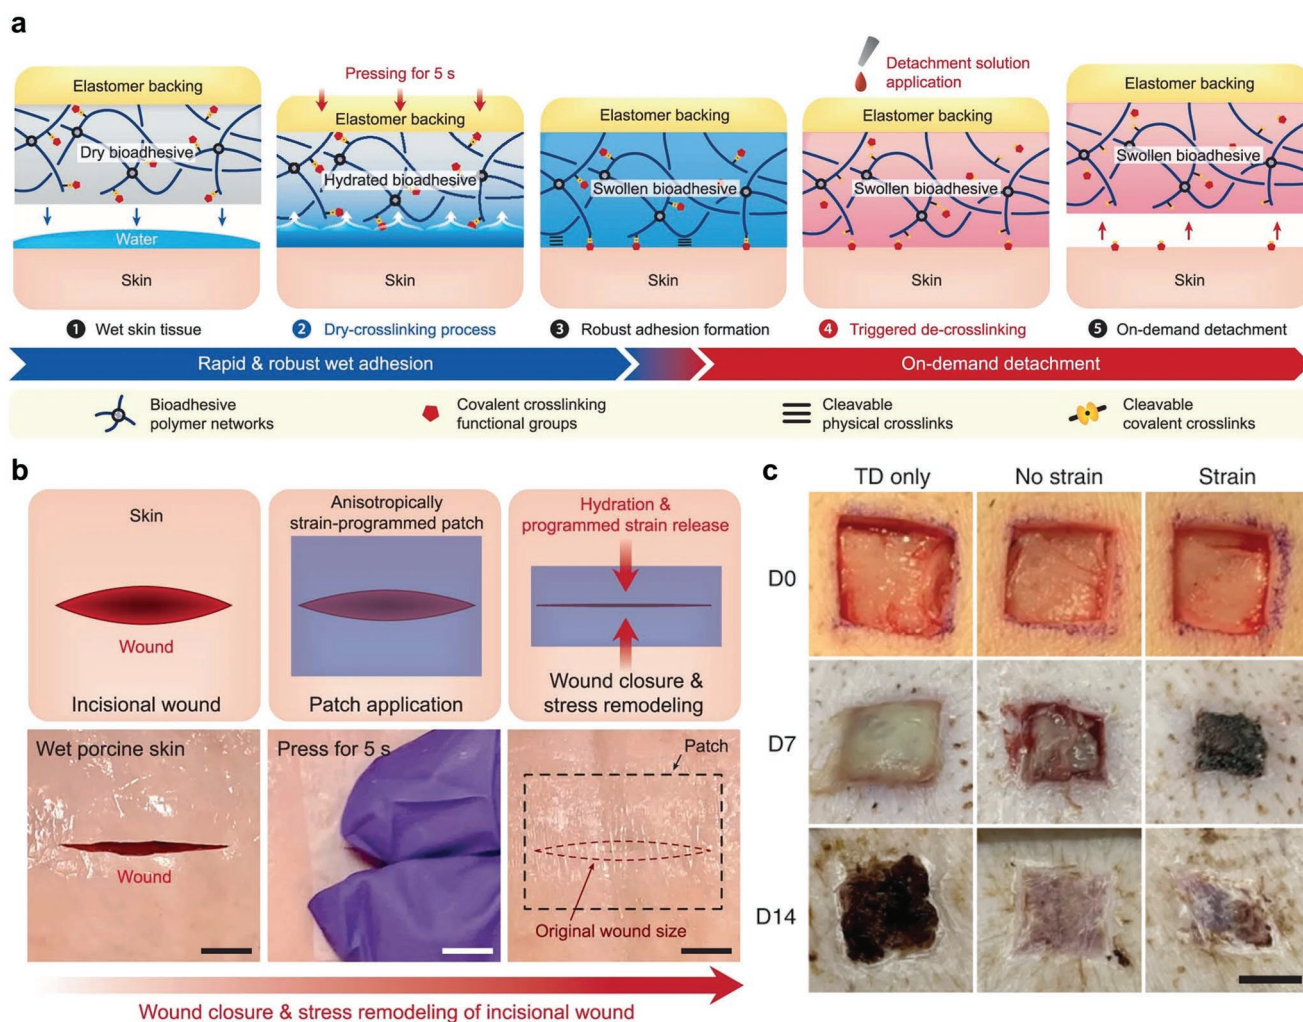 a
Elastomer backing
Dry bioadhesive
Water
Skin
Pressing for 5 s
Elastomer backing
Hydrated bioadhesive
Skin
Elastomer backing
Swollen bioadhesive
Skin
Detachment solution
application
Elastomer backing
Swollen bioadhesive
Skin
Elastomer backing
Swollen bioadhesive
Skin
1 Wet skin tissue
2 Dry-crosslinking process
3 Robust adhesion formation
4 Triggered de-crosslinking
5 On-demand detachment
Rapid & robust wet adhesion
On-demand detachment
Bioadhesive
polymer networks
Covalent crosslinking
functional groups
Cleavable
physical crosslinks
Cleavable
covalent crosslinks
b
Skin
Wound
Incisional wound
Anisotropically
strain-programmed patch
Patch application
Hydration &
programmed strain release
Wound closure &
stress remodeling
Wet porcine skin
Wound
Press for 5 s
Patch
Original wound size
Wound closure & stress remodeling of incisional wound
c
TD only
No strain
Strain
D0
D7
D14